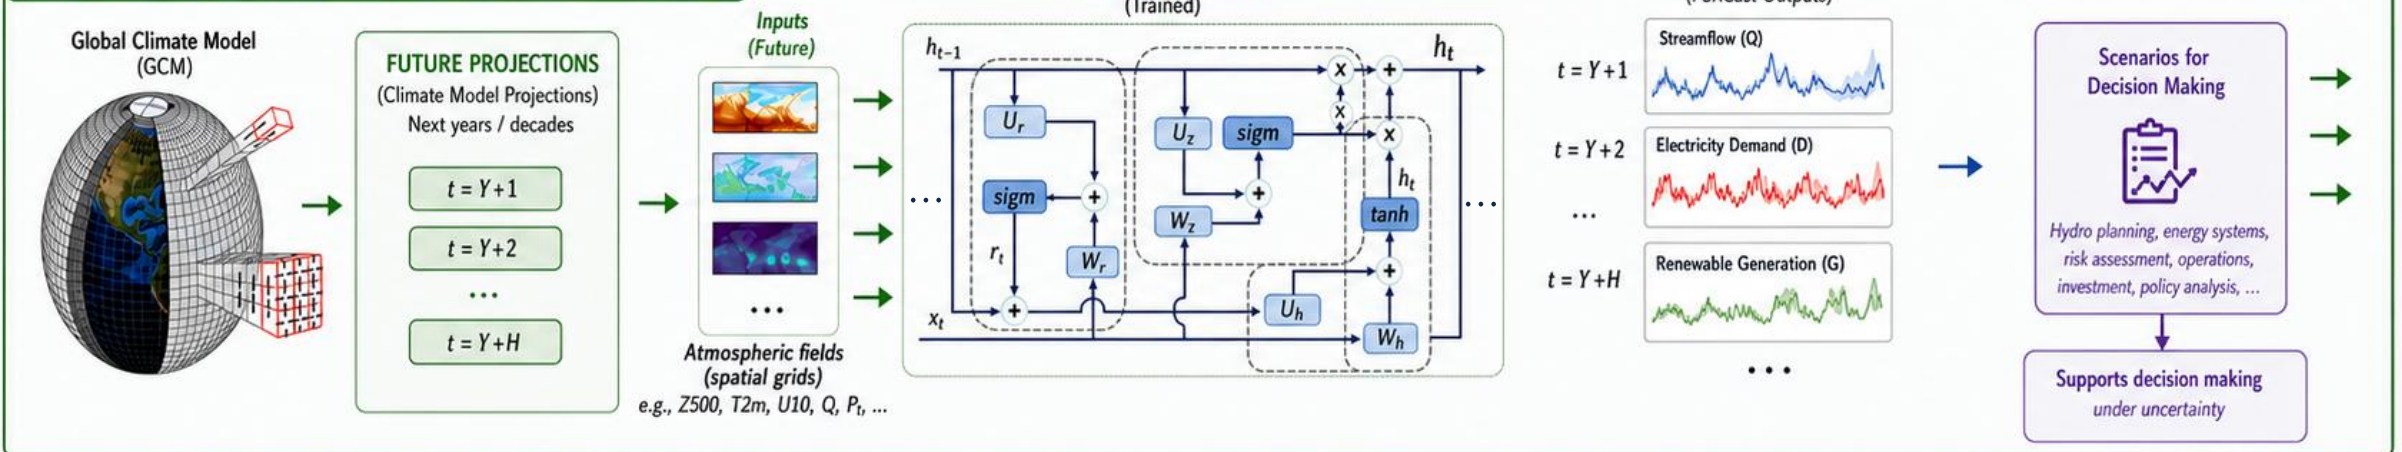 Global Climate Model
(GCM)
FUTURE PROJECTIONS
(Climate Model Projections)
Next years / decades
t = Y+1
t = Y+2
...
t = Y+H
Inputs
(Future)
...
Atmospheric fields
(spatial grids)
e.g., Z500, T2m, U10, Q, Pt, ...
(Trained)
...
ht-1
ht
Ur
sigm
+
rt
Wr
+
xt
Uz
sigm
Wz
+
x
+
x
x
ht
tanh
+
Uh
Wh
...
t = Y+1
t = Y+2
...
t = Y+H
Streamflow (Q)
Electricity Demand (D)
Renewable Generation (G)
...
Scenarios for
Decision Making
Hydro planning, energy systems,
risk assessment, operations,
investment, policy analysis, ...
Supports decision making
under uncertainty